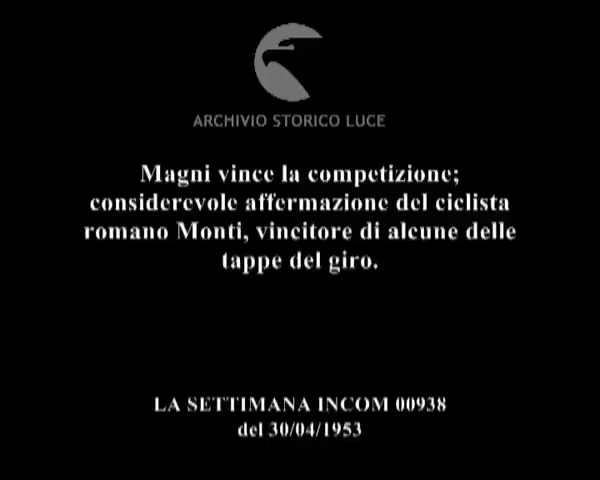 ARCHIVIO STORICO LUCE
Magni vince la competizione;
considerevole affermazione del ciclista
romano Monti, vincitore di alcune delle
tappe del giro.
LA SETTIMANA INCOM 00938
del 30/04/1953